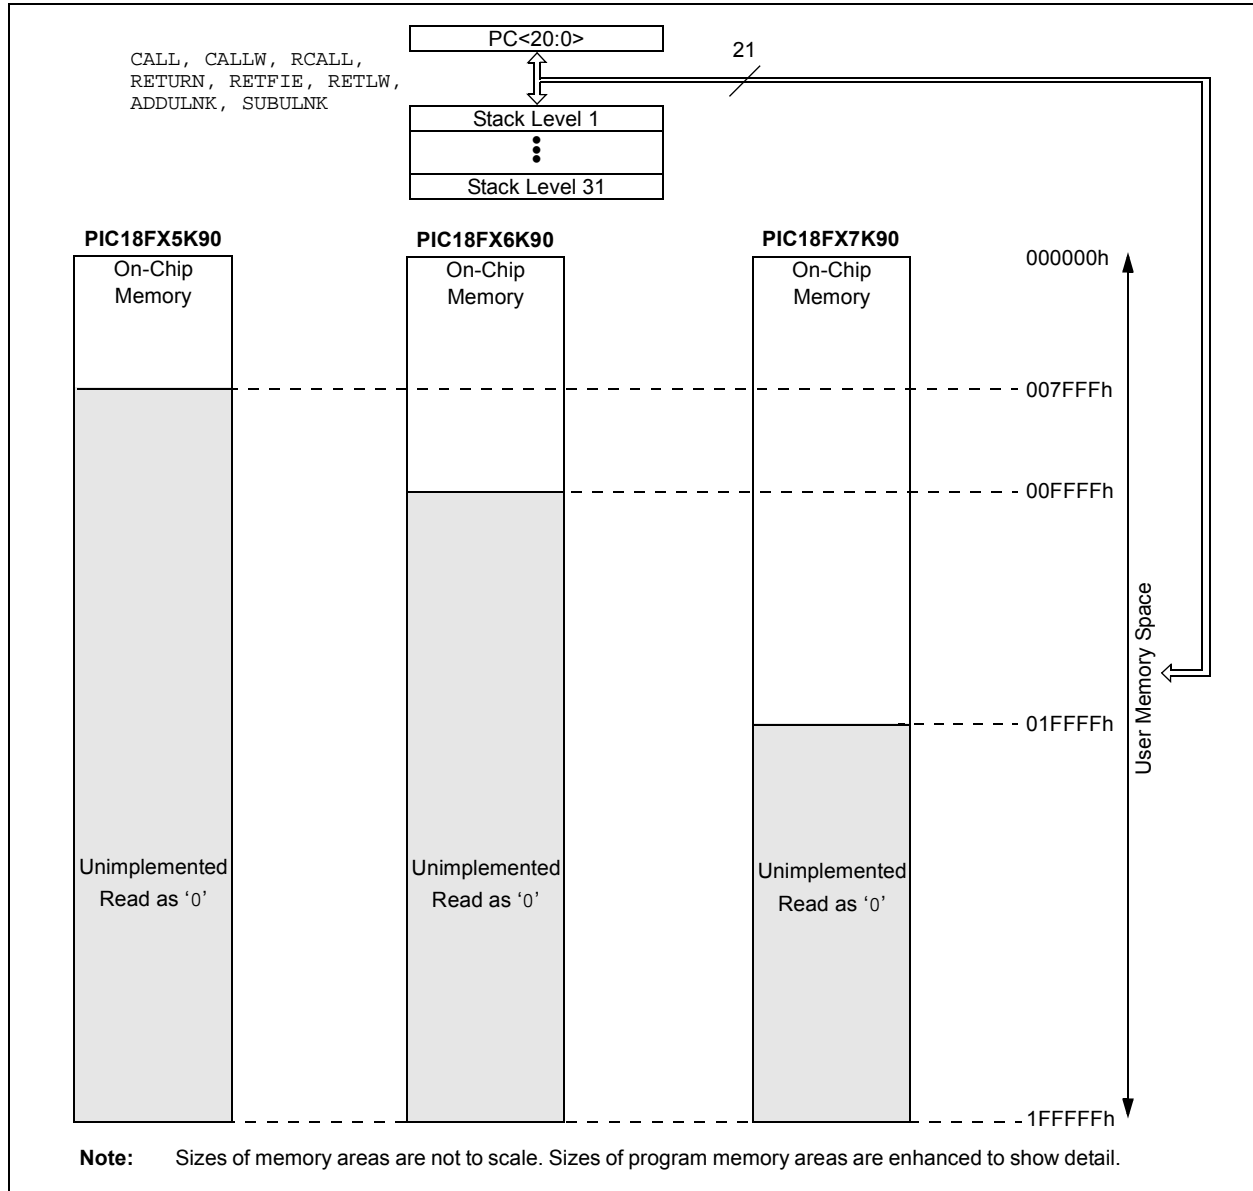 PC<20:0>
21
CALL, CALLW, RCALL,
RETURN, RETFIE, RETLW,
ADDULNK, SUBULNK
Stack Level 1
Stack Level 31
PIC18FX5K90
PIC18FX6K90
PIC18FX7K90
On-Chip
Memory
On-Chip
Memory
On-Chip
Memory
000000h
007FFFh
00FFFFh
01FFFFh
User Memory Space
Unimplemented
Read as ‘0’
Unimplemented
Read as ‘0’
Unimplemented
Read as ‘0’
1FFFFFh
Note: Sizes of memory areas are not to scale. Sizes of program memory areas are enhanced to show detail.